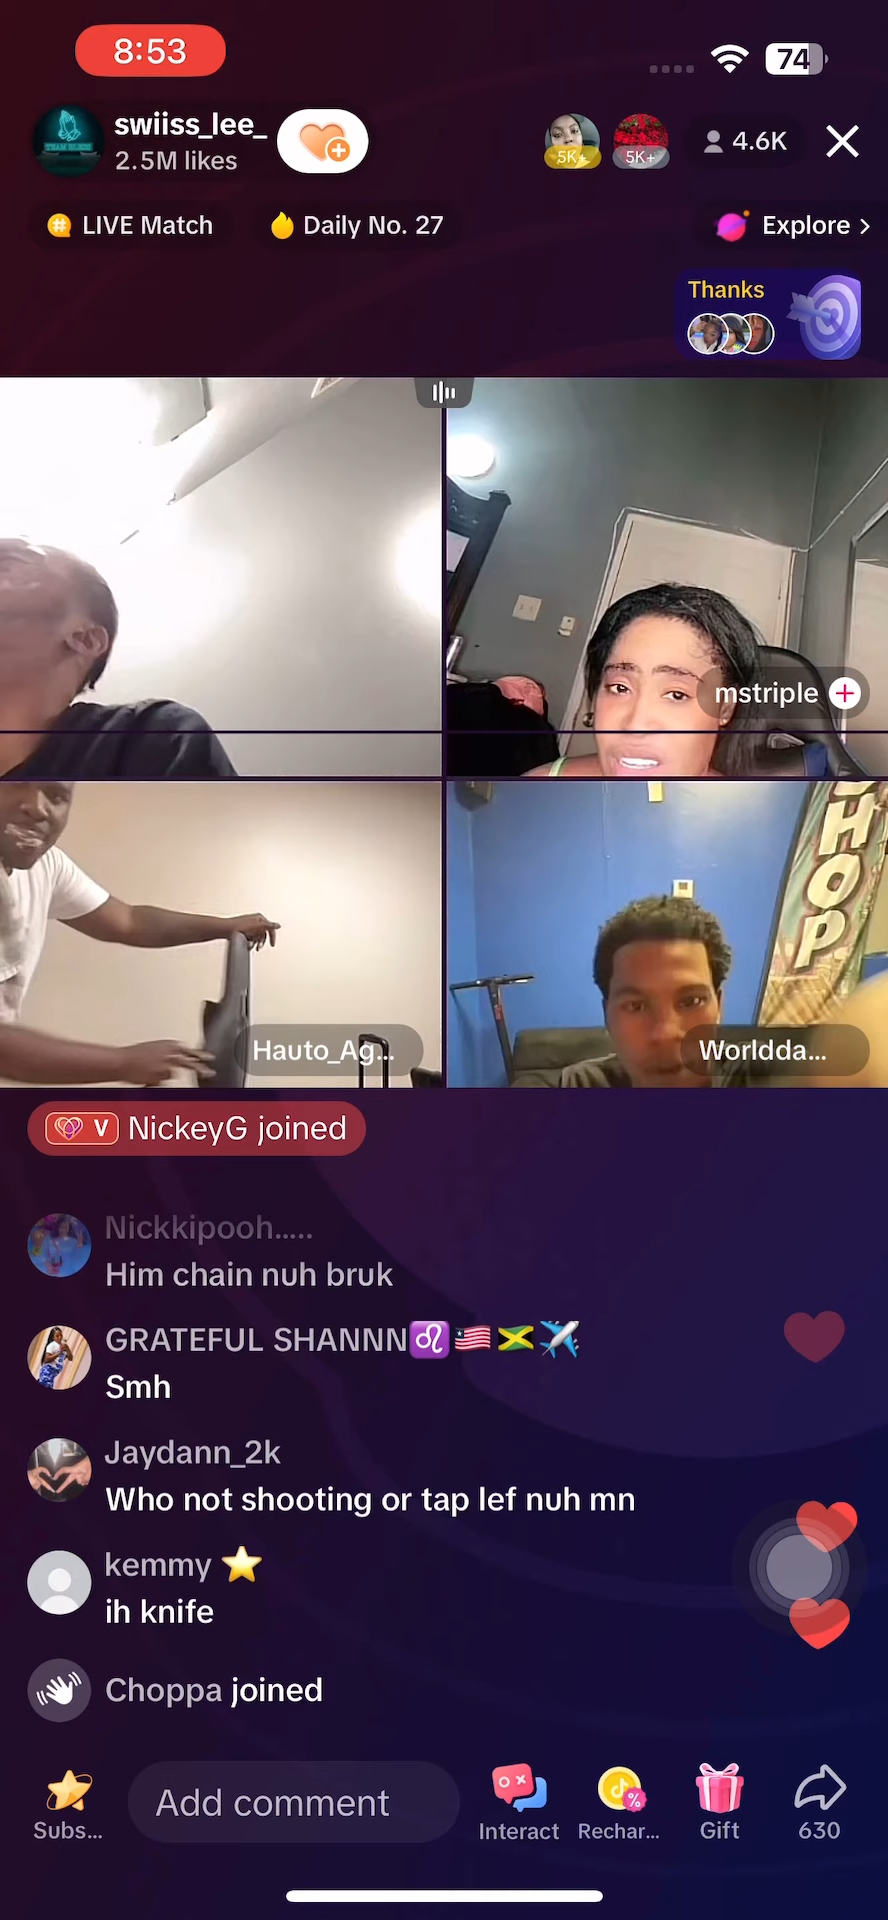 8:53
74
swiiss_lee_
2.5M likes
5K+
5K+
4.6K
LIVE Match
Daily No. 27
Explore >
Thanks
mstriple
HOP
Hauto_Ag...
Worldda...
V NickeyG joined
Nickkipooh.....
Him chain nuh bruk
GRATEFUL SHANNN♌🇱🇷🇯🇲✈️
Smh
Jaydann_2k
Who not shooting or tap lef nuh mn
kemmy ⭐
ih knife
Choppa joined
Subs...
Add comment
Interact
Rechar...
Gift
630